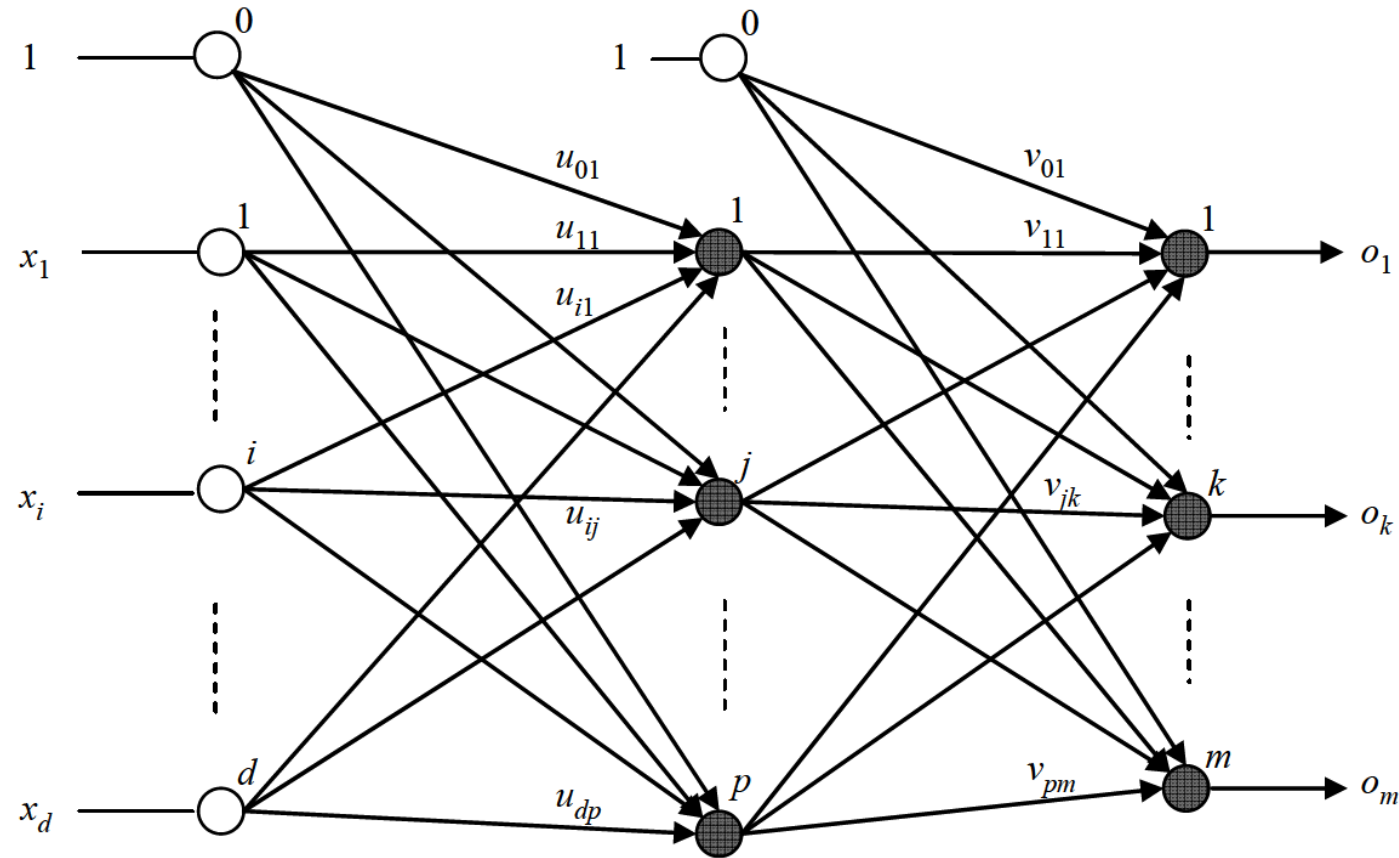 0 0
1 1
u01 v01
1 1 1
x1 u11 v11 o1
ui1
i j k
xi uij vjk ok
d p m
xd udp vpm om